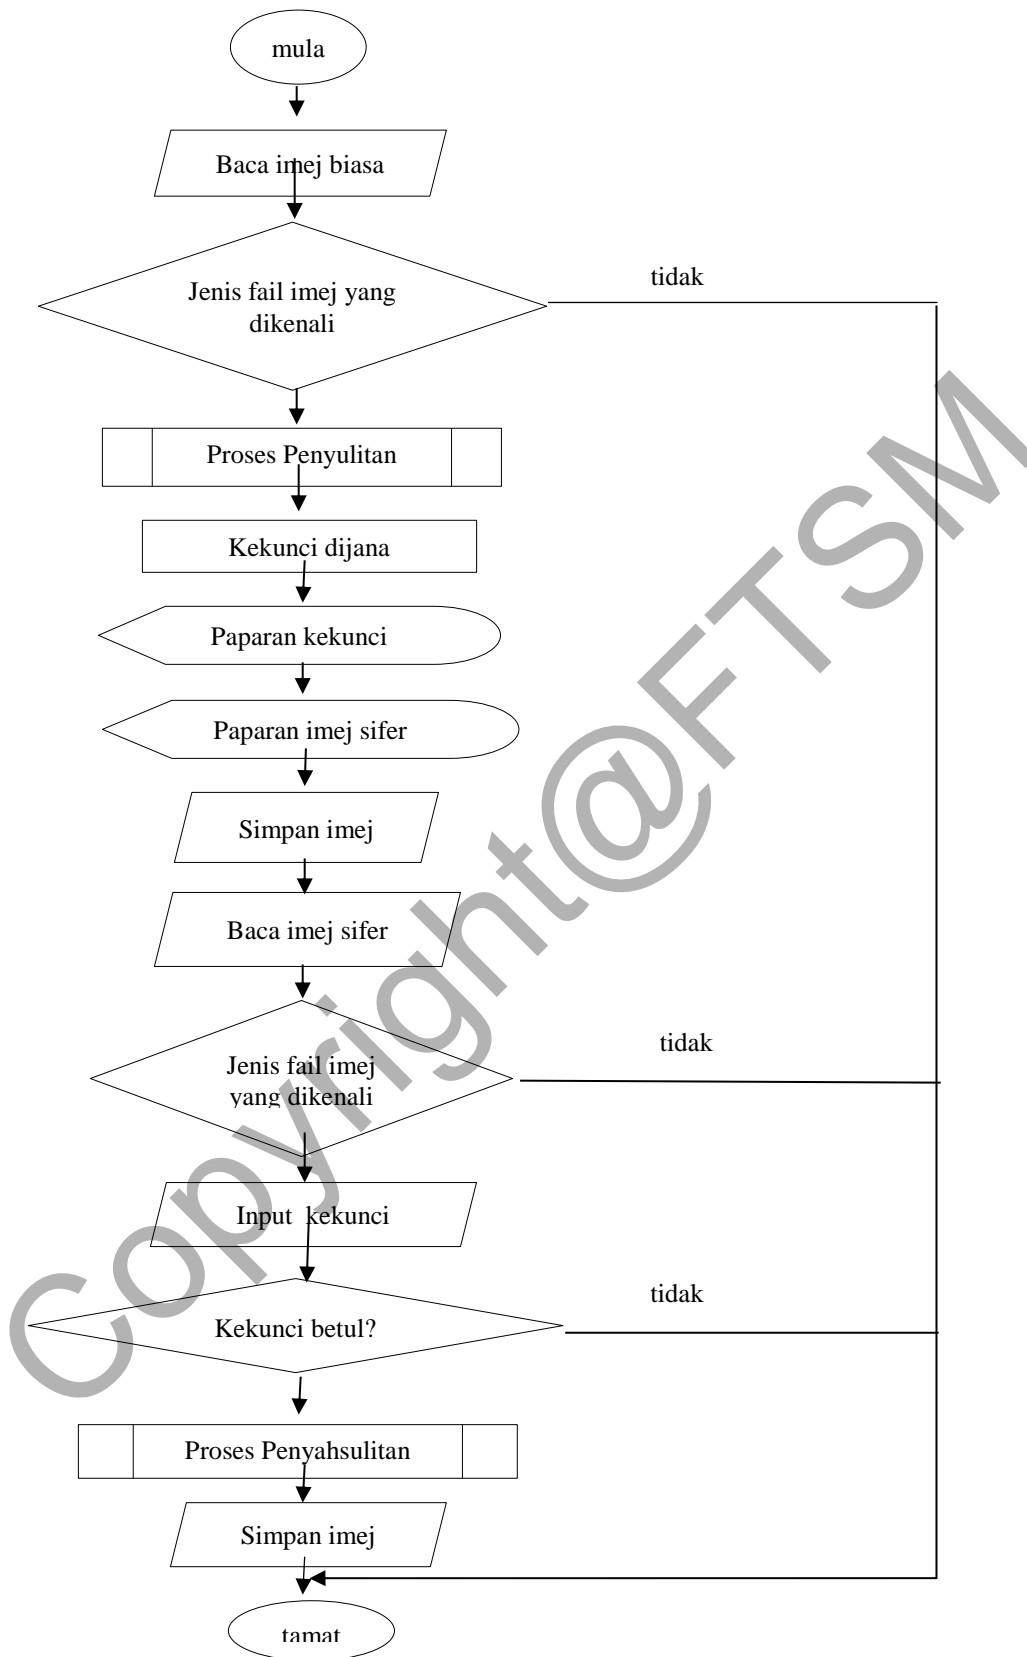 mula
Baca imej biasa
Jenis fail imej yang
dikenali
tidak
Proses Penyulitan
Kekunci dijana
Paparan kekunci
Paparan imej sifer
Simpan imej
Baca imej sifer
Jenis fail imej
yang dikenali
tidak
Input kekunci
Kekunci betul?
tidak
Proses Penyahsulitan
Simpan imej
tamat
Copyright@FTSM